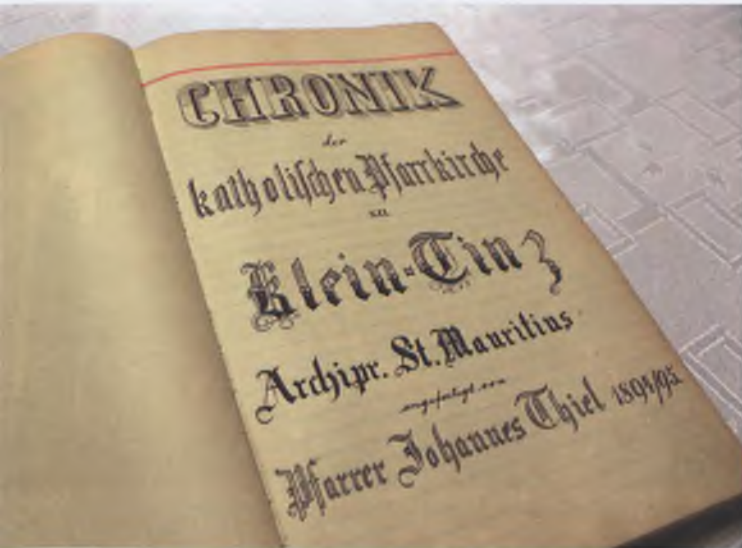 CHRONIK
der
katholischen Pfarrkirche
zu
Klein-Tinz
Archipr. St. Mauritius
angefertigt von
Pfarrer Johannes Thiel 1894/95.